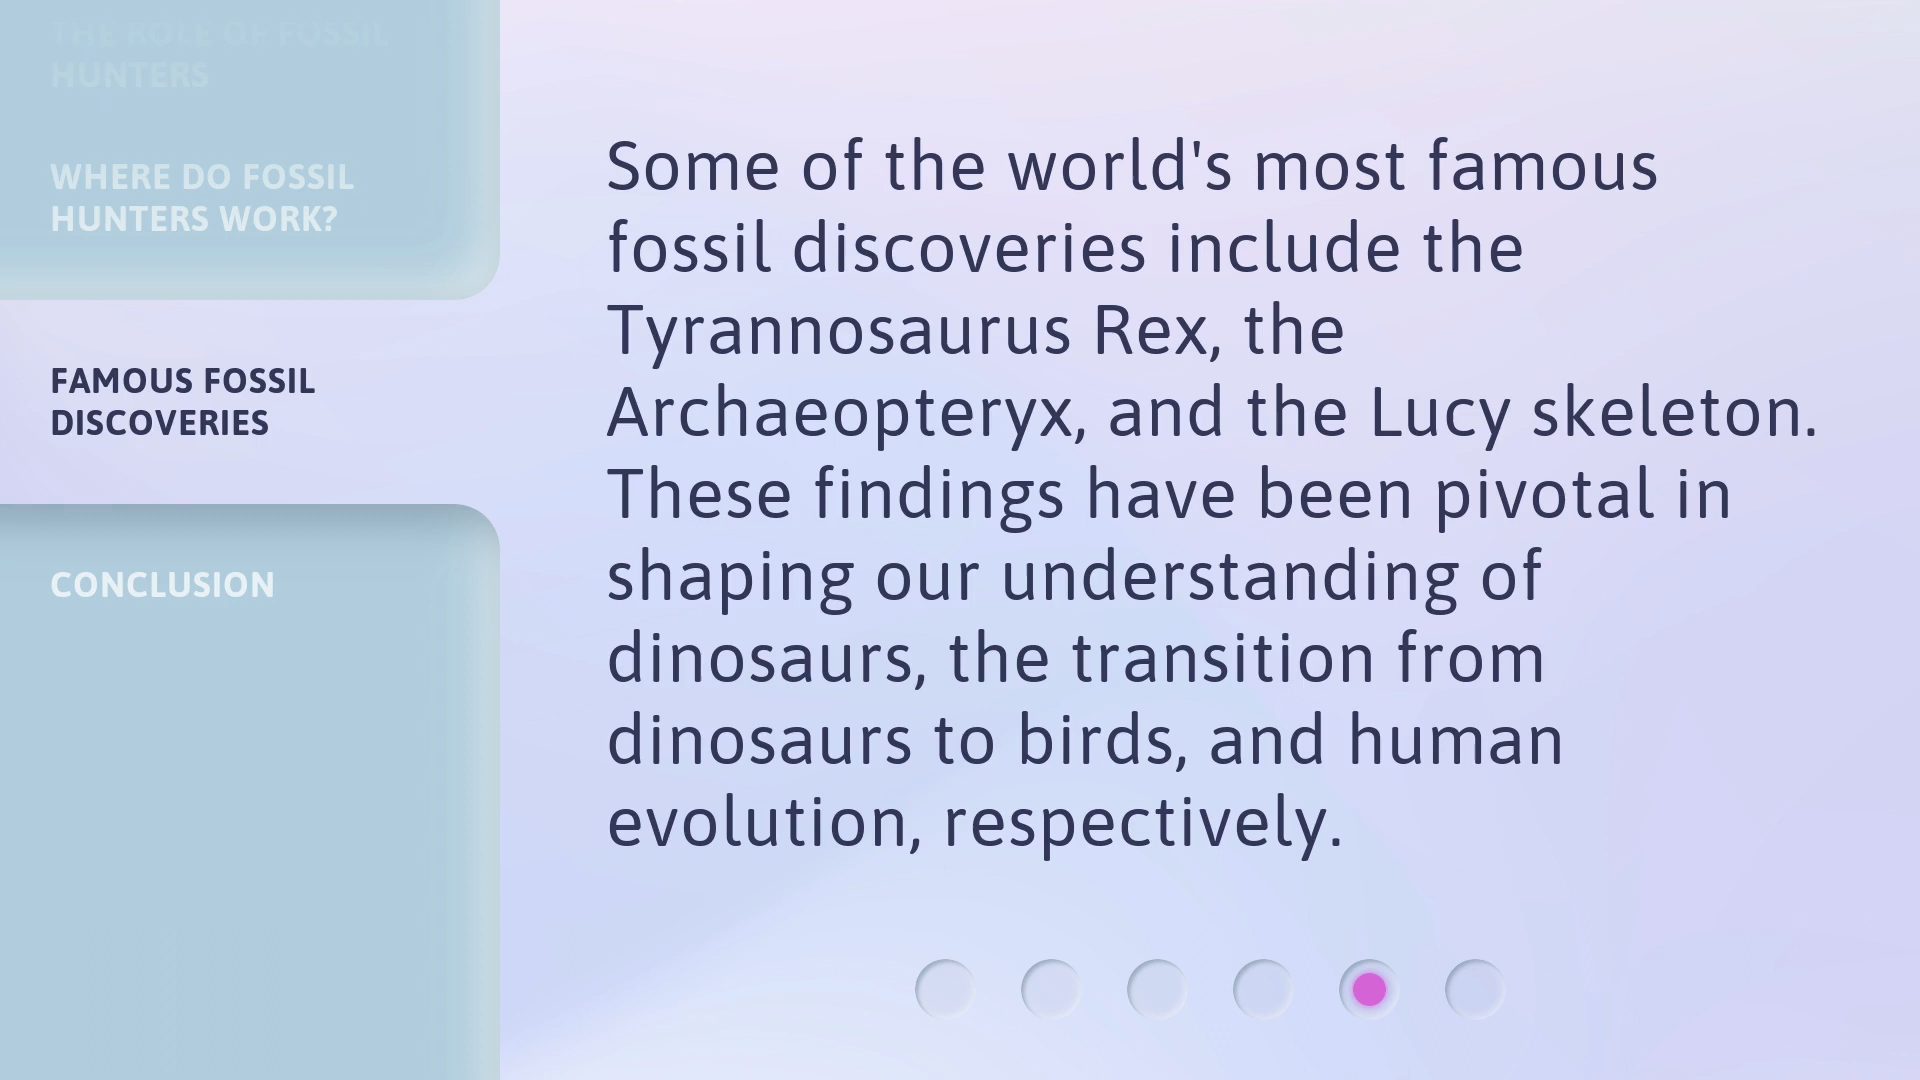 THE ROLE OF FOSSIL
HUNTERS
WHERE DO FOSSIL
HUNTERS WORK?
FAMOUS FOSSIL
DISCOVERIES
CONCLUSION
Some of the world's most famous
fossil discoveries include the
Tyrannosaurus Rex, the
Archaeopteryx, and the Lucy skeleton.
These findings have been pivotal in
shaping our understanding of
dinosaurs, the transition from
dinosaurs to birds, and human
evolution, respectively.